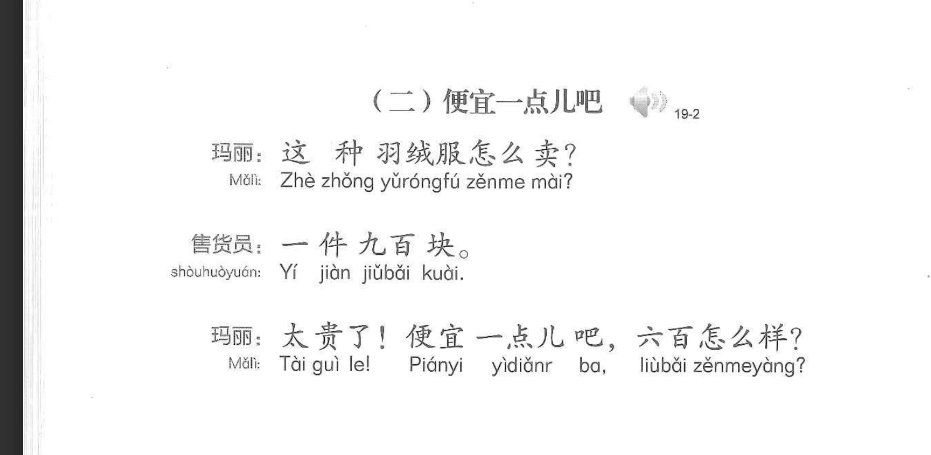 （二）便宜一点儿吧 19-2
玛丽：这 种 羽绒服怎么 卖？
Mǎlì: Zhè zhǒng yǔróngfú zěnme mài?
售货员：一 件 九百 块。
shòuhuòyuán: Yí jiàn jiǔbǎi kuài.
玛丽：太 贵了！便宜 一点儿 吧，六百怎么样？
Mǎlì: Tài guì le! Piányi yìdiǎnr ba, liùbǎi zěnmeyàng?